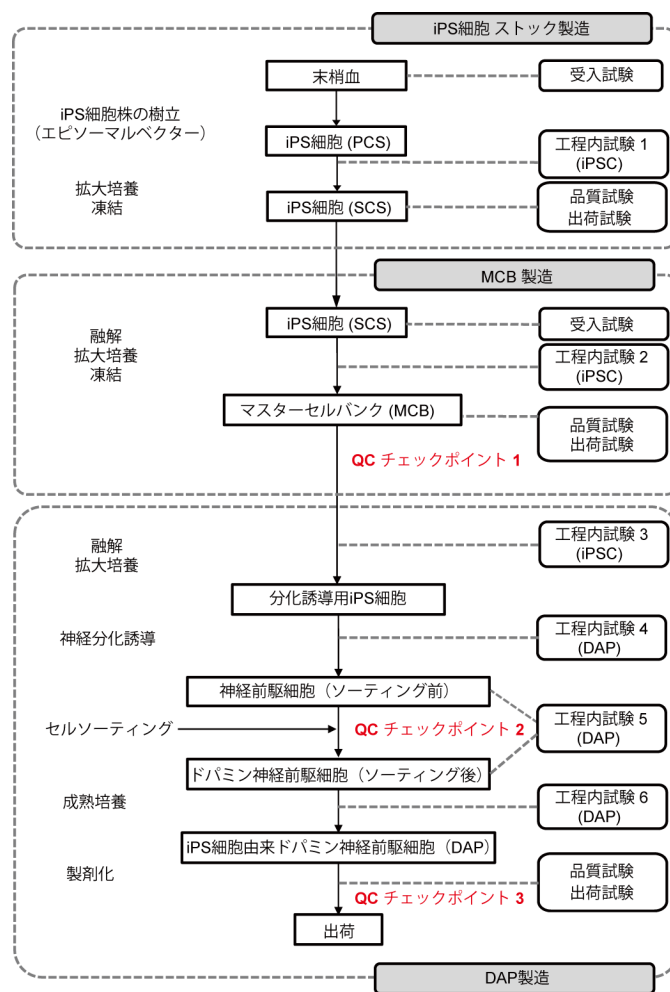 iPS細胞 ストック製造
末梢血
受入試験
iPS細胞株の樹立
（エピソーマルベクター）
iPS細胞 (PCS)
工程内試験 1
(iPSC)
拡大培養
凍結
iPS細胞 (SCS)
品質試験
出荷試験
MCB 製造
融解
拡大培養
凍結
iPS細胞 (SCS)
受入試験
工程内試験 2
(iPSC)
マスターセルバンク (MCB)
品質試験
出荷試験
QC チェックポイント 1
融解
拡大培養
工程内試験 3
(iPSC)
分化誘導用iPS細胞
神経分化誘導
工程内試験 4
(DAP)
神経前駆細胞（ソーティング前）
セルソーティング
QC チェックポイント 2
工程内試験 5
(DAP)
ドパミン神経前駆細胞（ソーティング後）
成熟培養
工程内試験 6
(DAP)
iPS細胞由来ドパミン神経前駆細胞（DAP）
製剤化
品質試験
出荷試験
QC チェックポイント 3
出荷
DAP製造